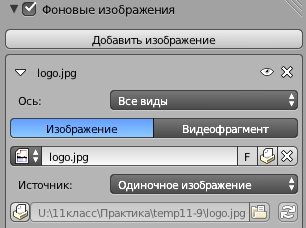 Фоновые изображения
Добавить изображение
logo.jpg
Ось: Все виды
Изображение Видеофрагмент
logo.jpg F
Источник: Одиночное изображение
U:\11класс\Практика\temp11-9\logo.jpg